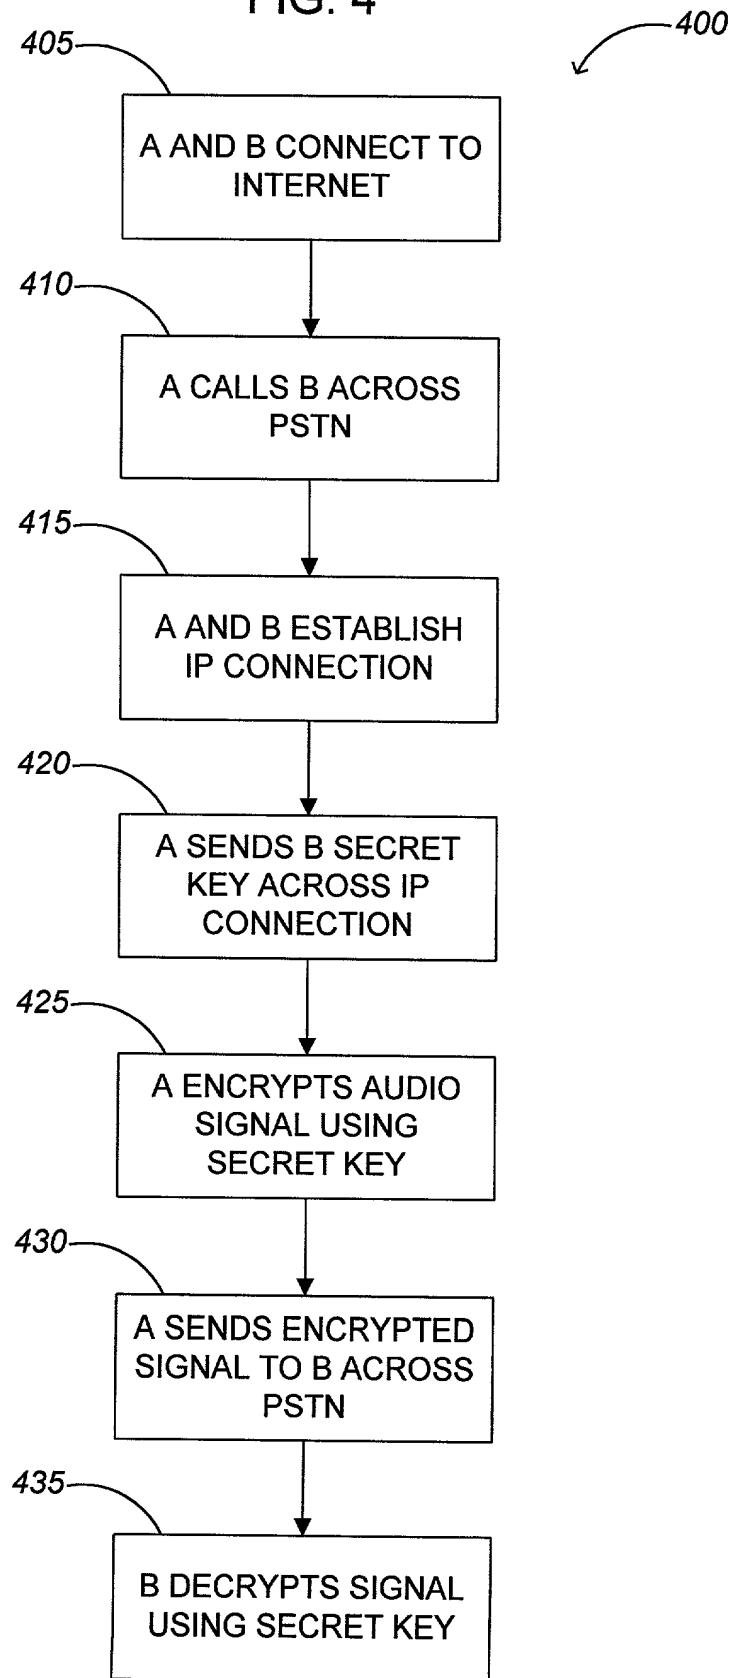 FIG. 4
400
405
A AND B CONNECT TO
INTERNET
410
A CALLS B ACROSS
PSTN
415
A AND B ESTABLISH
IP CONNECTION
420
A SENDS B SECRET
KEY ACROSS IP
CONNECTION
425
A ENCRYPTS AUDIO
SIGNAL USING
SECRET KEY
430
A SENDS ENCRYPTED
SIGNAL TO B ACROSS
PSTN
435
B DECRYPTS SIGNAL
USING SECRET KEY